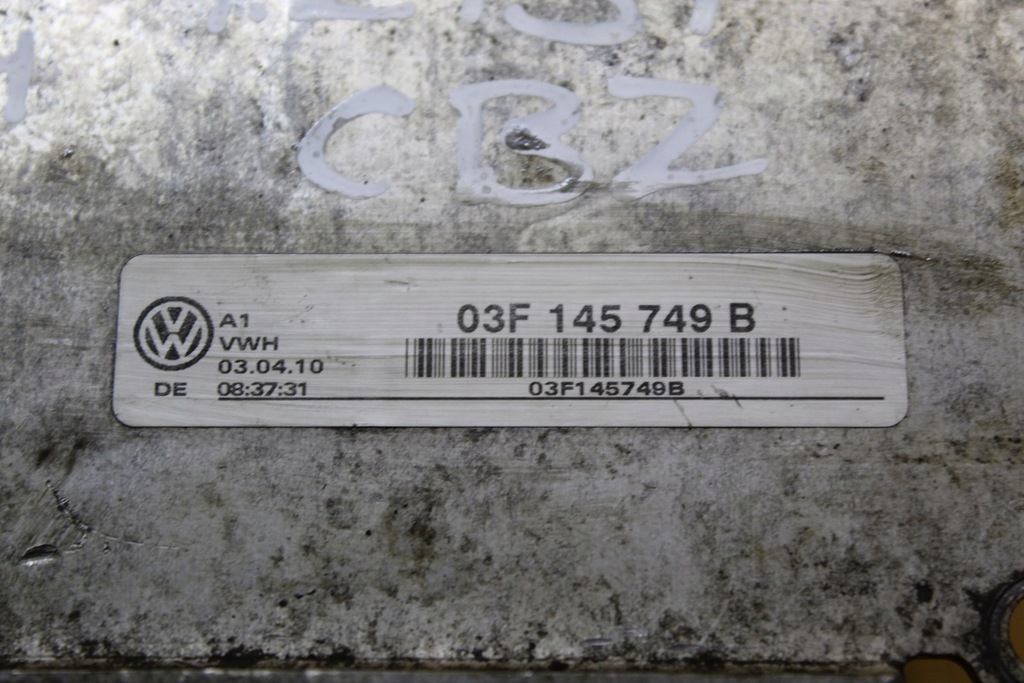 CBZ
A1
VWH
03.04.10
DE 08:37:31
03F 145 749 B
03F145749B